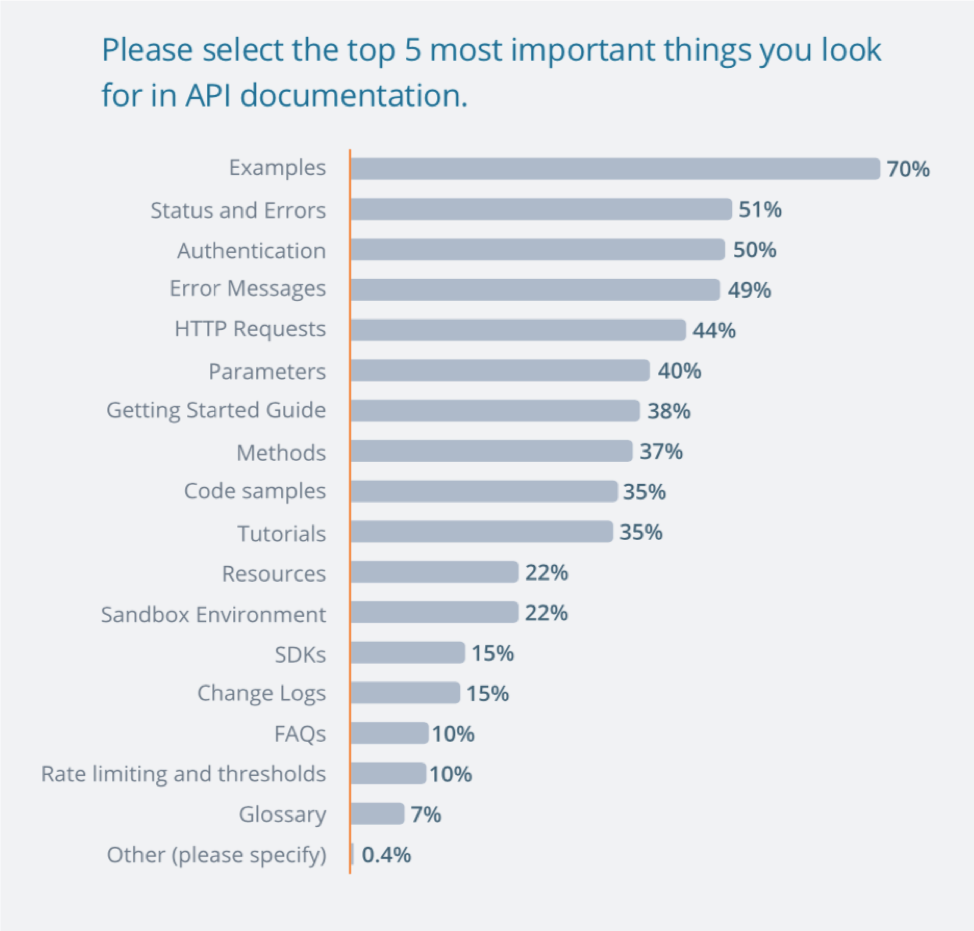 Please select the top 5 most important things you look
for in API documentation.
Examples 70%
Status and Errors 51%
Authentication 50%
Error Messages 49%
HTTP Requests 44%
Parameters 40%
Getting Started Guide 38%
Methods 37%
Code samples 35%
Tutorials 35%
Resources 22%
Sandbox Environment 22%
SDKs 15%
Change Logs 15%
FAQs 10%
Rate limiting and thresholds 10%
Glossary 7%
Other (please specify) 0.4%